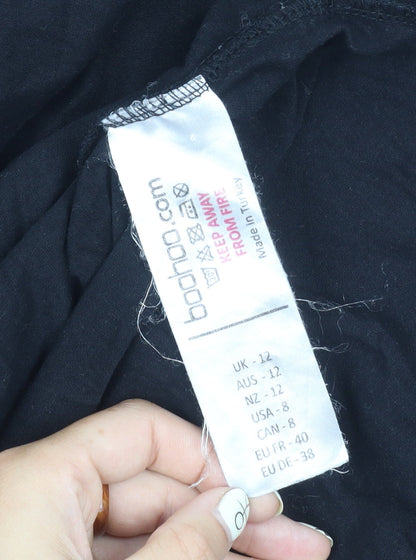 boohoo.com
KEEP AWAY
FROM FIRE
Made in Turkey
UK - 12
AUS - 12
NZ - 12
USA - 8
CAN - 8
EU FR - 40
EU DE - 38